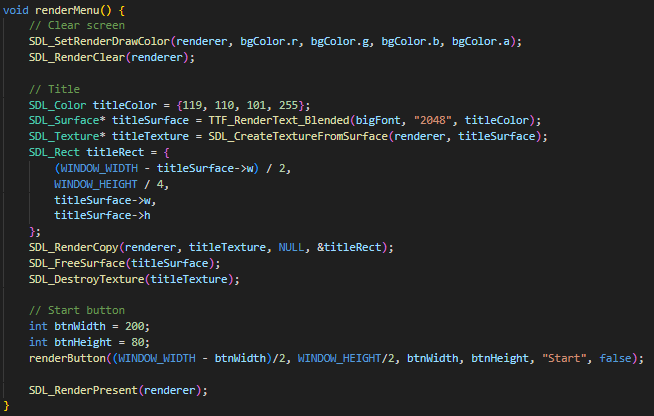 void renderMenu() {
    // Clear screen
    SDL_SetRenderDrawColor(renderer, bgColor.r, bgColor.g, bgColor.b, bgColor.a);
    SDL_RenderClear(renderer);

    // Title
    SDL_Color titleColor = {119, 110, 101, 255};
    SDL_Surface* titleSurface = TTF_RenderText_Blended(bigFont, "2048", titleColor);
    SDL_Texture* titleTexture = SDL_CreateTextureFromSurface(renderer, titleSurface);
    SDL_Rect titleRect = {
        (WINDOW_WIDTH - titleSurface->w) / 2,
        WINDOW_HEIGHT / 4,
        titleSurface->w,
        titleSurface->h
    };
    SDL_RenderCopy(renderer, titleTexture, NULL, &titleRect);
    SDL_FreeSurface(titleSurface);
    SDL_DestroyTexture(titleTexture);

    // Start button
    int btnWidth = 200;
    int btnHeight = 80;
    renderButton((WINDOW_WIDTH - btnWidth)/2, WINDOW_HEIGHT/2, btnWidth, btnHeight, "Start", false);

    SDL_RenderPresent(renderer);
}